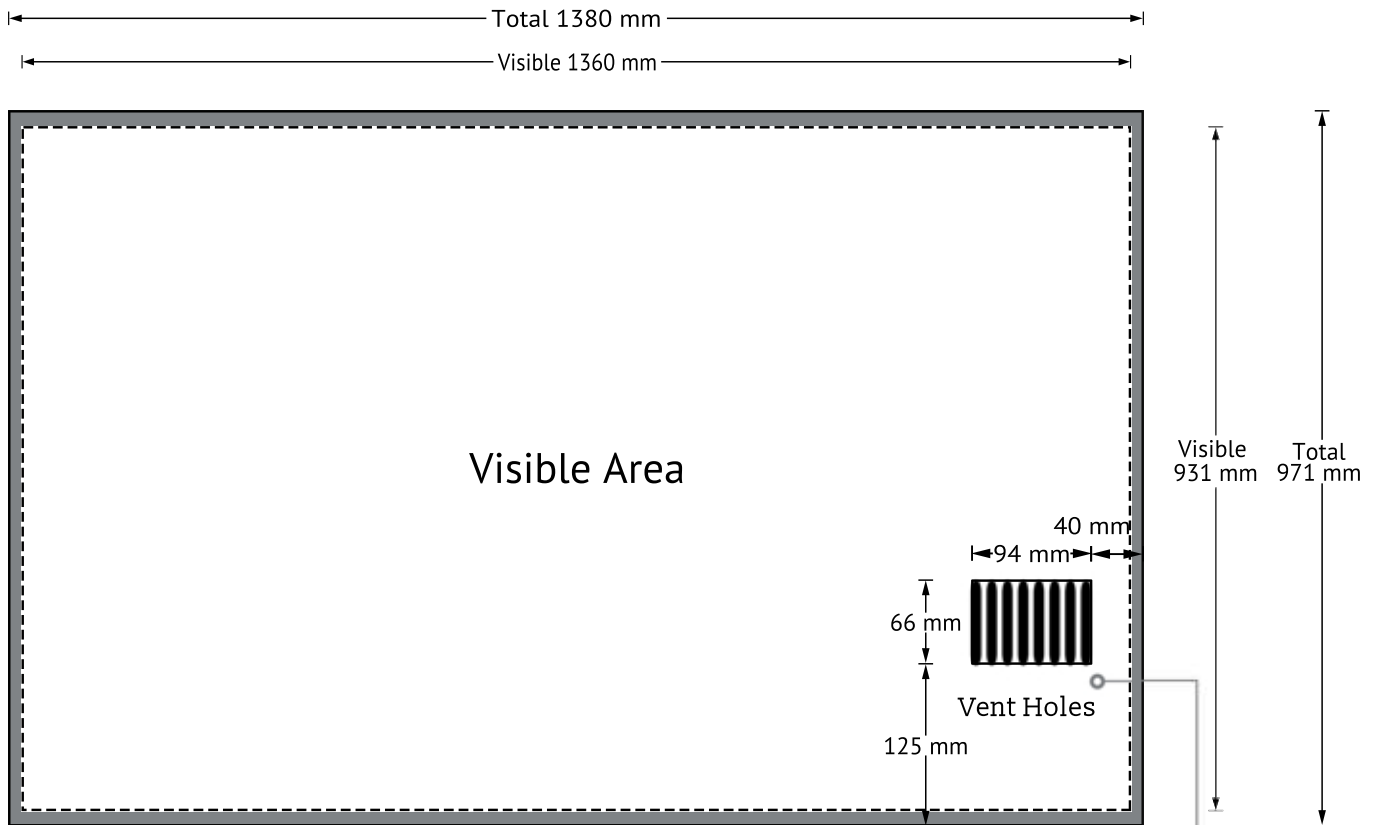 Total 1380 mm
Visible 1360 mm
Visible Area
Visible
931 mm
Total
971 mm
40 mm
94 mm
66 mm
Vent Holes
125 mm